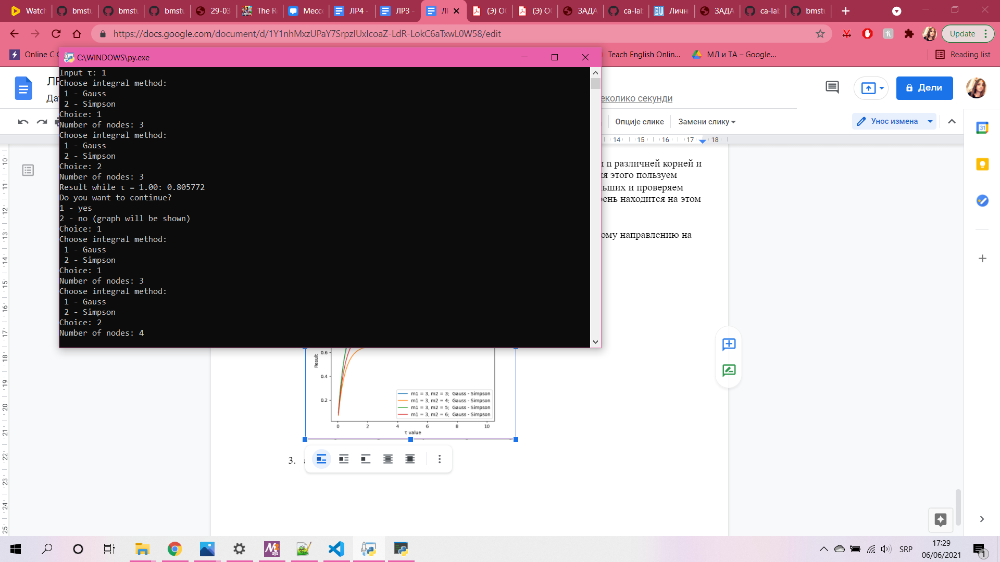 Watch
bmstu
bmstu
bmstu
29-03
The R
Месс
ЛР4 -
ЛР3 -
ЛР
(Э) О
(Э) О
ЗАДА
ca-lab
Личн
ЗАДА
ca-lab
bmstu
https://docs.google.com/document/d/1Y1nhMxzUPaY7SrpzIUxIcoaZ-LdR-LokC6aTxwL0W58/edit
Update
Online C
Teach English Onlin...
МЛ и ТА – Google...
Reading list
C:\WINDOWS\py.exe
Input τ: 1
Choose integral method:
1 - Gauss
2 - Simpson
Choice: 1
Number of nodes: 3
Choose integral method:
1 - Gauss
2 - Simpson
Choice: 2
Number of nodes: 3
Result while τ = 1.00: 0.805772
Do you want to continue?
1 - yes
2 - no (graph will be shown)
Choice: 1
Choose integral method:
1 - Gauss
2 - Simpson
Choice: 1
Number of nodes: 3
Choose integral method:
1 - Gauss
2 - Simpson
Choice: 2
Number of nodes: 4
еколико секунди
Дели
Опције слике
Замени слику
Унос измена
14 15 16 17 18
n различней корней и
ия этого пользуем
ьших и проверяем
рень находится на этом
ому направлению на
10
11
12
13
14
15
16
17
18
19
20
21
22
23
24
25
Result
0.6
0.4
0.2
m1 = 3, m2 = 3; Gauss - Simpson
m1 = 3, m2 = 4; Gauss - Simpson
m1 = 3, m2 = 5; Gauss - Simpson
m1 = 3, m2 = 6; Gauss - Simpson
0 2 4 6 8 10
τ value
3.
31
SRP
17:29
06/06/2021
1